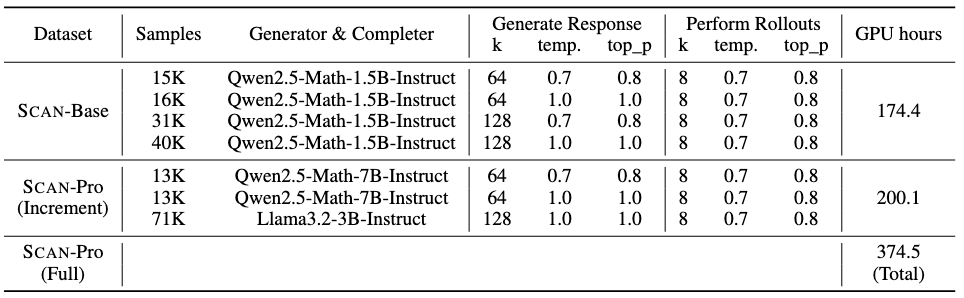 Dataset Samples Generator & Completer Generate Response Perform Rollouts GPU hours
k temp. top_p k temp. top_p
SCAN-Base 174.4
15K Qwen2.5-Math-1.5B-Instruct 64 0.7 0.8 8 0.7 0.8
16K Qwen2.5-Math-1.5B-Instruct 64 1.0 1.0 8 0.7 0.8
31K Qwen2.5-Math-1.5B-Instruct 128 0.7 0.8 8 0.7 0.8
40K Qwen2.5-Math-1.5B-Instruct 128 1.0 1.0 8 0.7 0.8
SCAN-Pro
(Increment) 200.1
13K Qwen2.5-Math-7B-Instruct 64 0.7 0.8 8 0.7 0.8
13K Qwen2.5-Math-7B-Instruct 64 1.0 1.0 8 0.7 0.8
71K Llama3.2-3B-Instruct 128 1.0 1.0 8 0.7 0.8
SCAN-Pro 374.5
(Full) (Total)